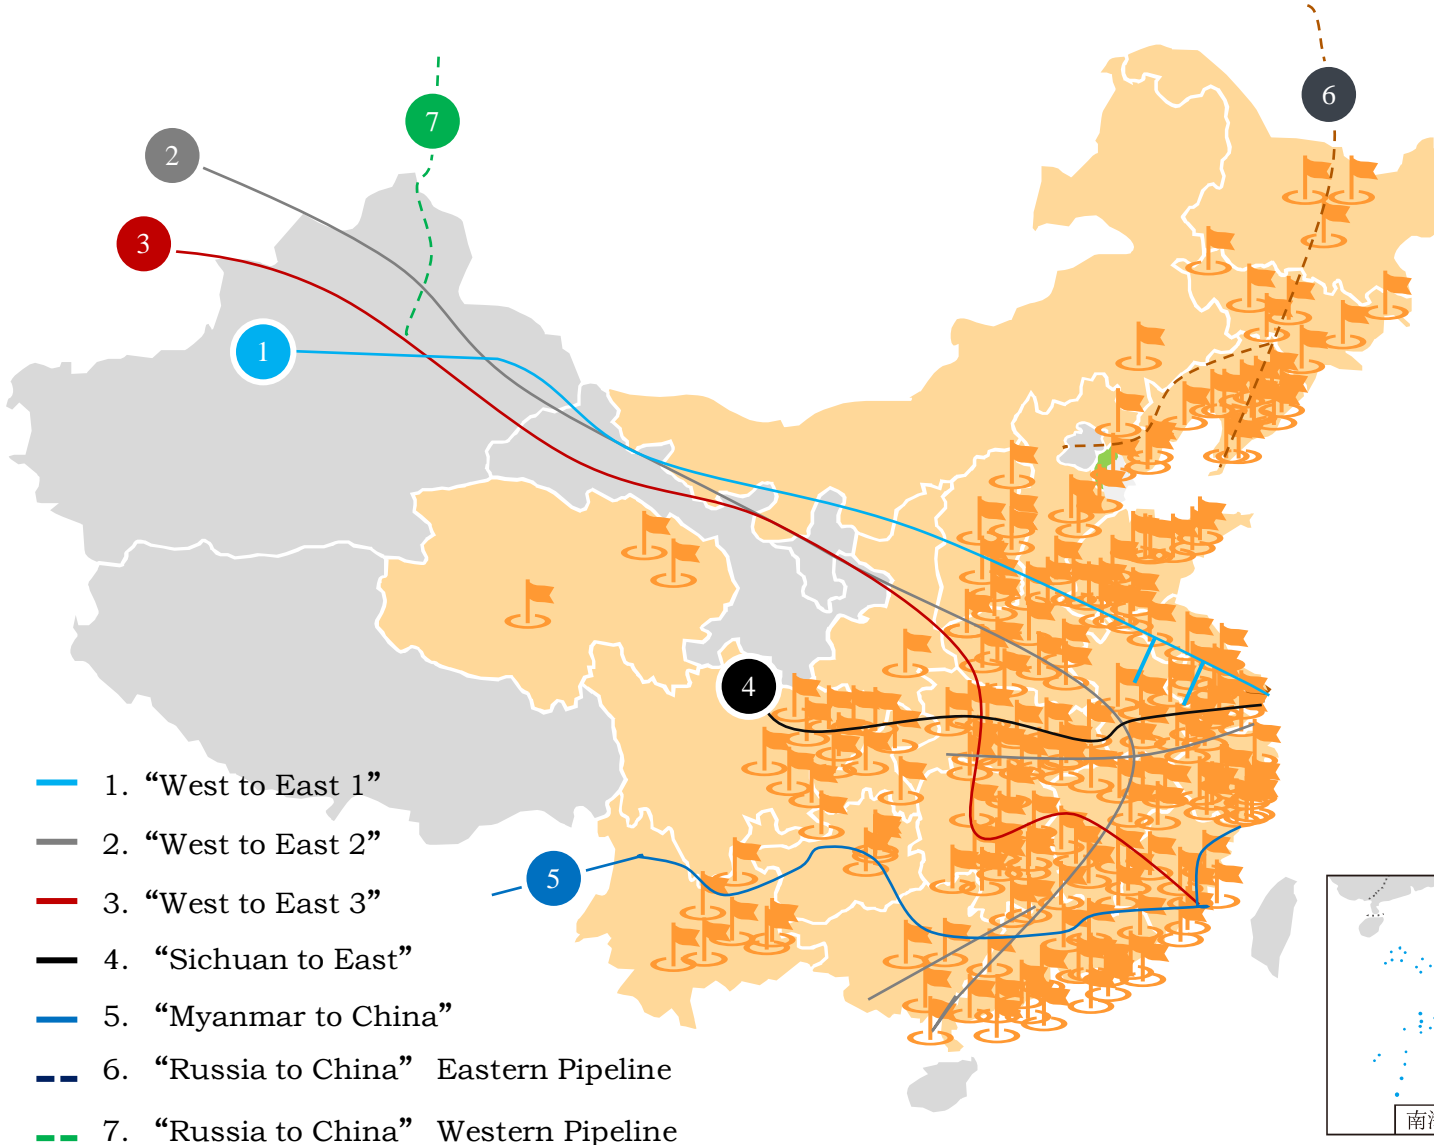 6
7
2
3
1
4
5
1. “West to East 1”
2. “West to East 2”
3. “West to East 3”
4. “Sichuan to East”
5. “Myanmar to China”
6. “Russia to China” Eastern Pipeline
7. “Russia to China” Western Pipeline
南